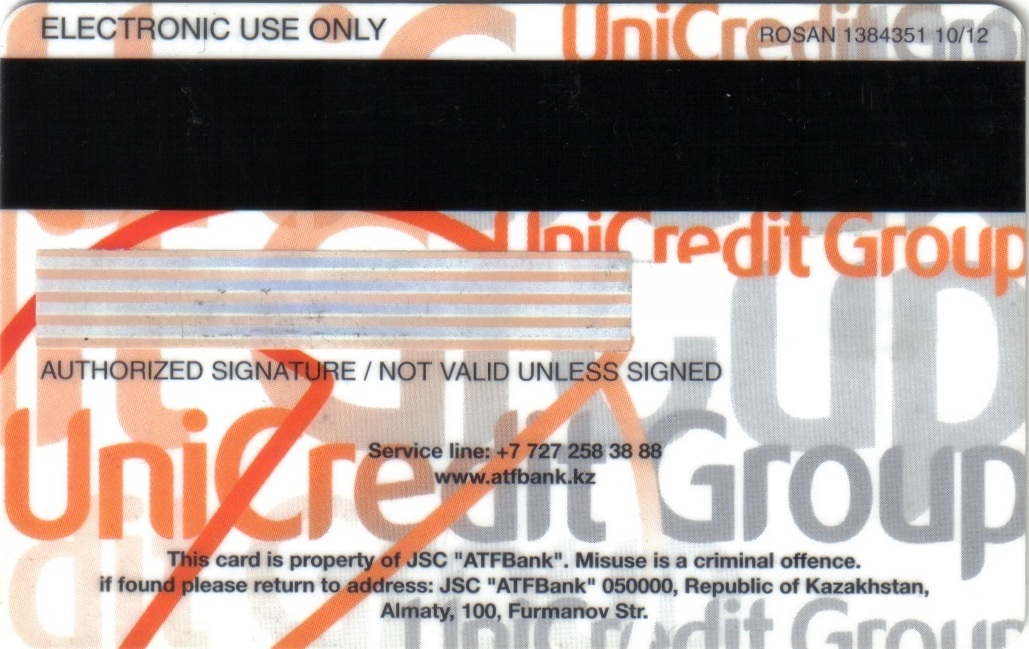 ELECTRONIC USE ONLY
UniCredit Group
ROSAN 1384351 10/12
UniCredit Group
AUTHORIZED SIGNATURE / NOT VALID UNLESS SIGNED
UniCredit Group
Service line: +7 727 258 38 88
www.atfbank.kz
This card is property of JSC "ATFBank". Misuse is a criminal offence.
if found please return to address: JSC "ATFBank" 050000, Republic of Kazakhstan,
Almaty, 100, Furmanov Str.
UniCredit Group